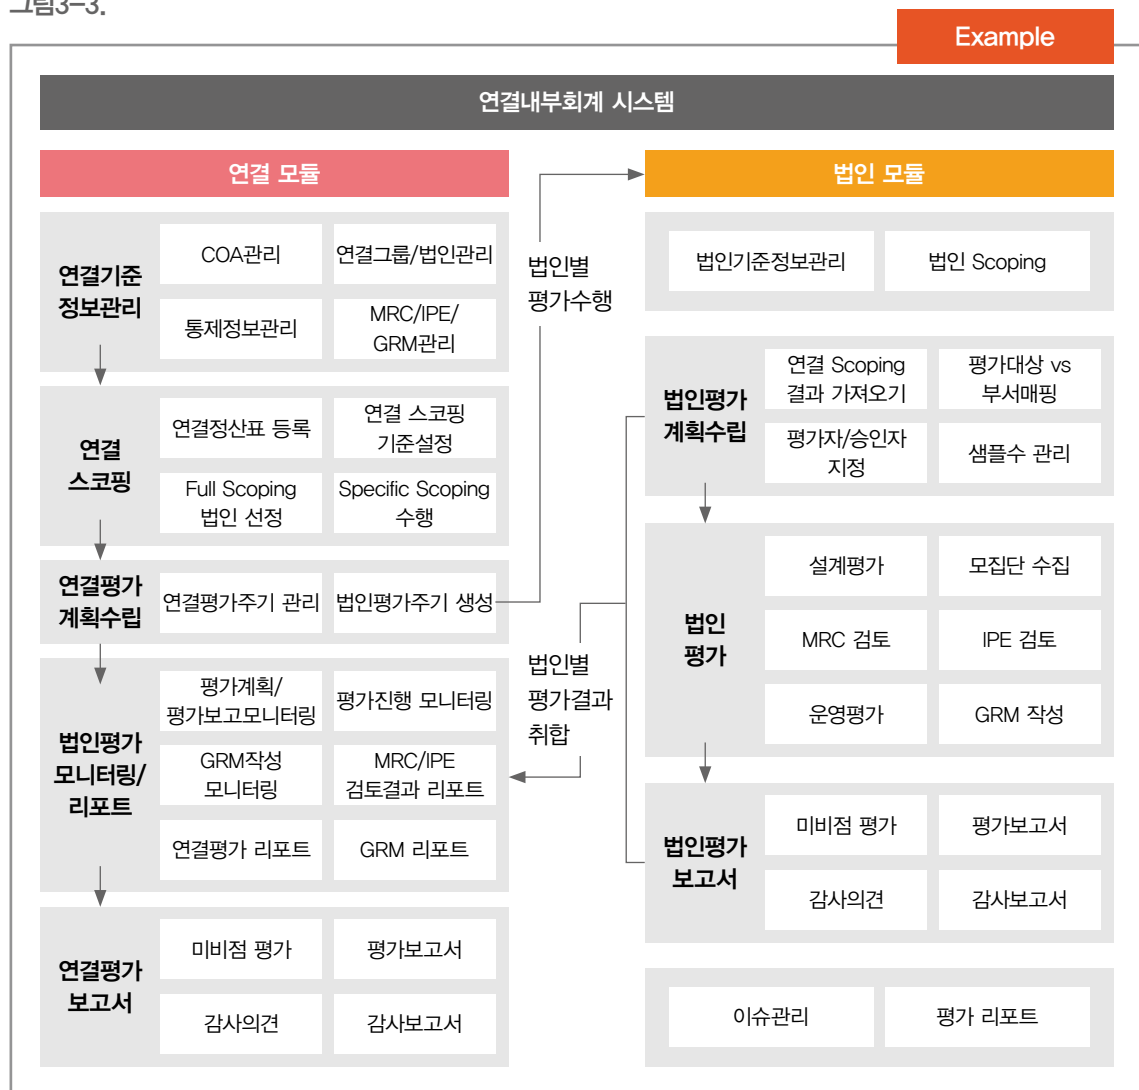 그림3-3.
Example
연결내부회계 시스템
연결 모듈
연결기준
정보관리
COA관리
연결그룹/법인관리
통제정보관리
MRC/IPE/
GRM관리
연결
스코핑
연결정산표 등록
연결 스코핑
기준설정
Full Scoping
법인 선정
Specific Scoping
수행
연결평가
계획수립
연결평가주기 관리
법인평가주기 생성
법인평가
모니터링/
리포트
평가계획/
평가보고모니터링
평가진행 모니터링
GRM작성
모니터링
MRC/IPE
검토결과 리포트
연결평가 리포트
GRM 리포트
연결평가
보고서
미비점 평가
평가보고서
감사의견
감사보고서
법인별
평가수행
법인별
평가결과
취합
법인 모듈
법인기준정보관리
법인 Scoping
법인평가
계획수립
연결 Scoping
결과 가져오기
평가대상 vs
부서매핑
평가자/승인자
지정
샘플수 관리
법인
평가
설계평가
모집단 수집
MRC 검토
IPE 검토
운영평가
GRM 작성
법인평가
보고서
미비점 평가
평가보고서
감사의견
감사보고서
이슈관리
평가 리포트